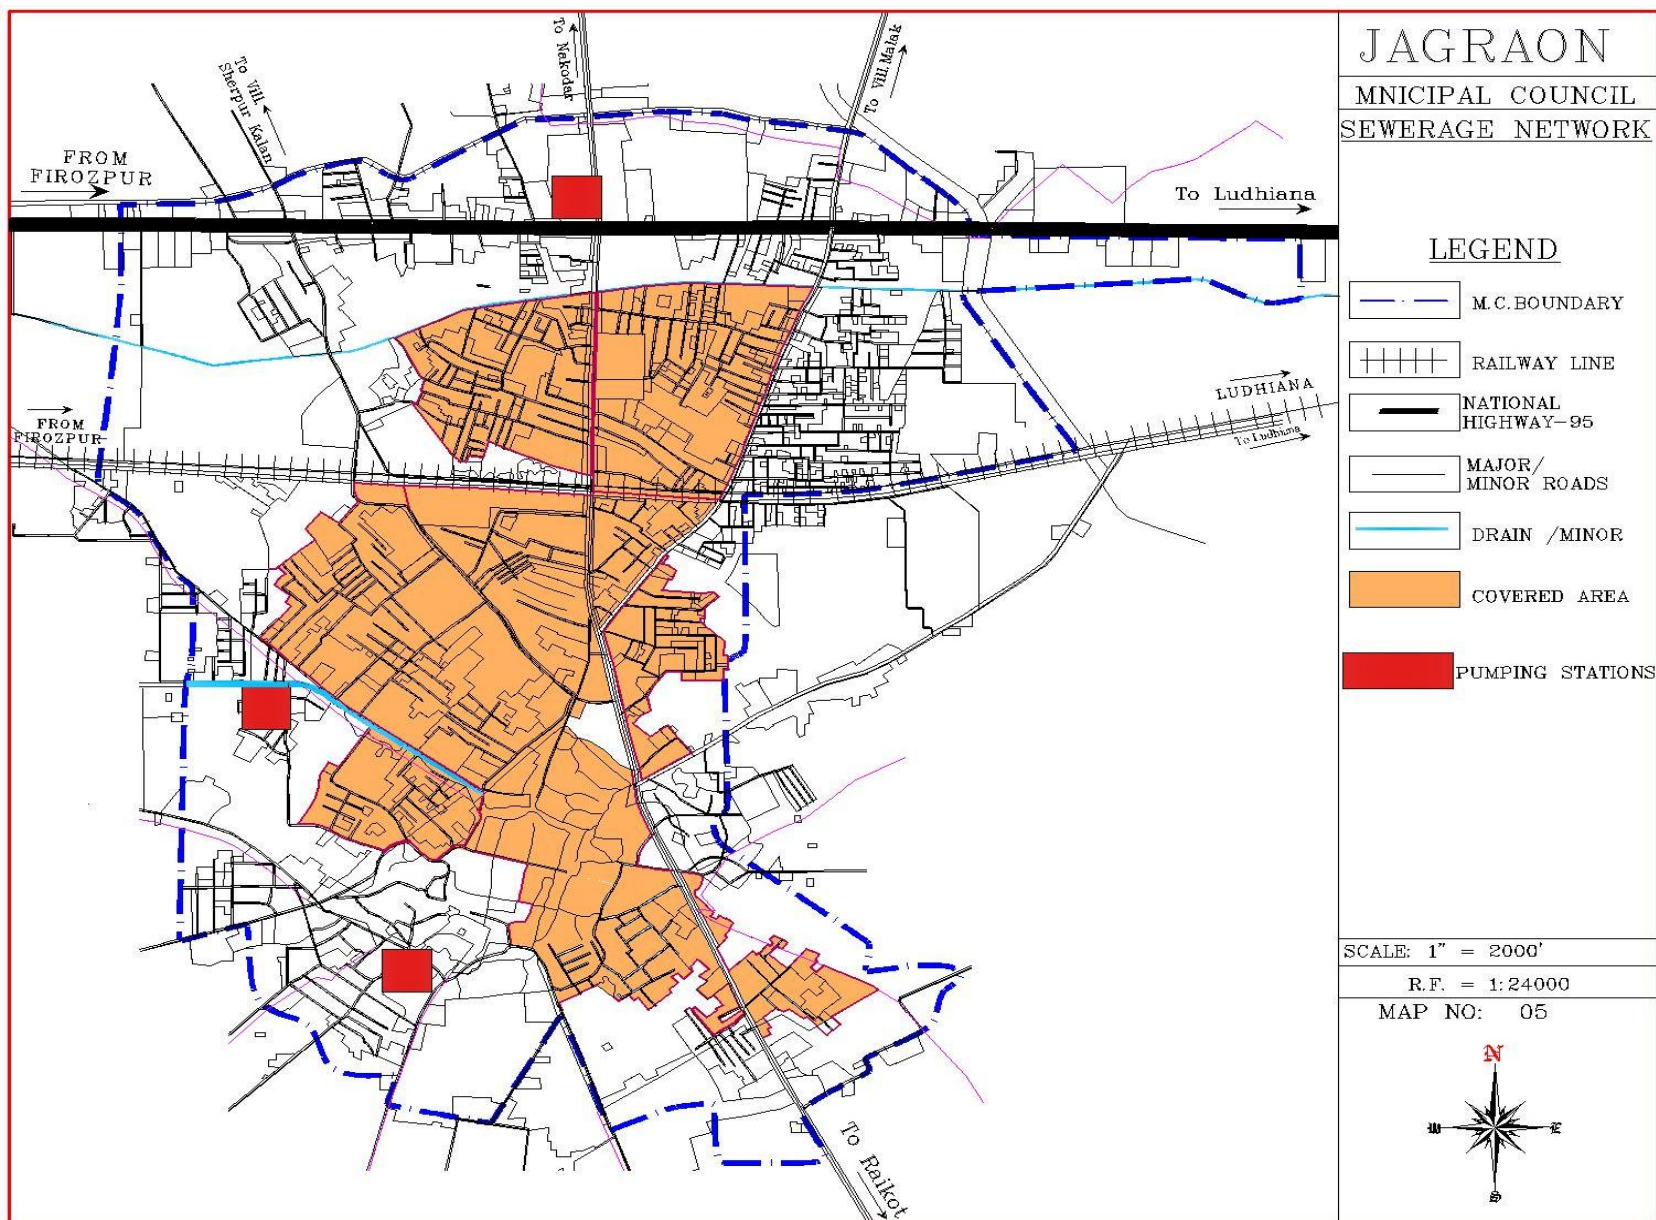 To Vill.
Sherpur Kalan
To Nakodar
To Vill.Malak
FROM
FIROZPUR
To Ludhiana
FROM
FIROZPUR
LUDHIANA
To Ludhiana
To Raikot
JAGRAON
MNICIPAL COUNCIL
SEWERAGE NETWORK
LEGEND
M.C.BOUNDARY
RAILWAY LINE
NATIONAL
HIGHWAY-95
MAJOR/
MINOR ROADS
DRAIN /MINOR
COVERED AREA
PUMPING STATIONS
SCALE: 1" = 2000'
R.F. = 1:24000
MAP NO: 05
N
W E
S